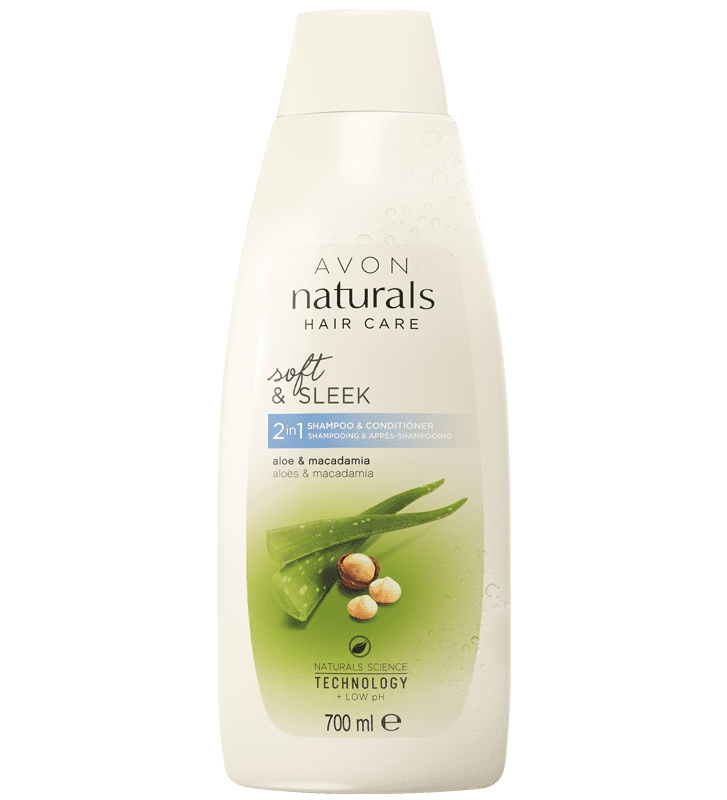 AVON
naturals
HAIR CARE
soft
& SLEEK
2in1 SHAMPOO & CONDITIONER
SHAMPOOING & APRÈS-SHAMPOOING
aloe & macadamia
aloès & macadamia
NATURALS SCIENCE
TECHNOLOGY
+ LOW pH
700 ml ℮